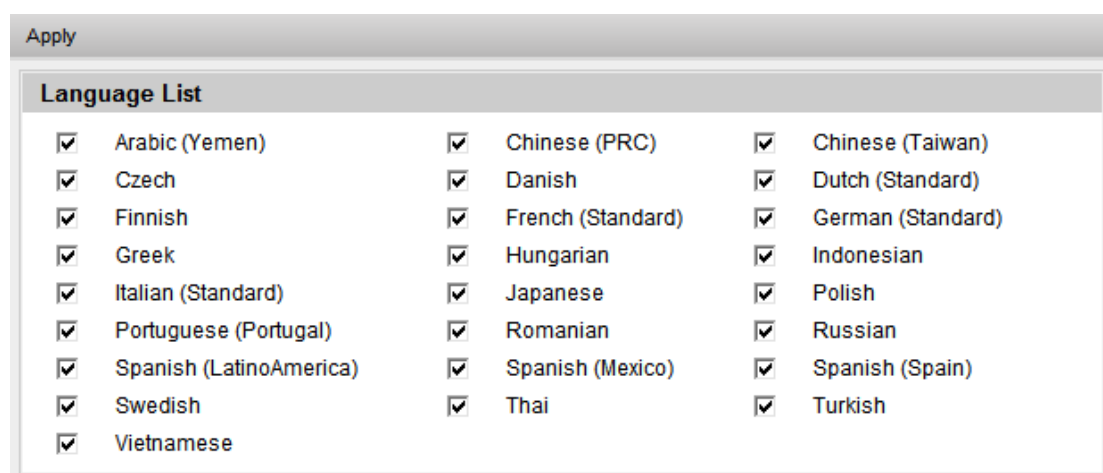 Apply
Language List
Arabic (Yemen) Chinese (PRC) Chinese (Taiwan)
Czech Danish Dutch (Standard)
Finnish French (Standard) German (Standard)
Greek Hungarian Indonesian
Italian (Standard) Japanese Polish
Portuguese (Portugal) Romanian Russian
Spanish (LatinoAmerica) Spanish (Mexico) Spanish (Spain)
Swedish Thai Turkish
Vietnamese